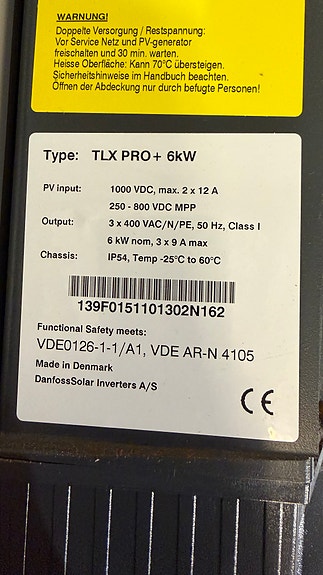 WARNUNG!
Doppelte Versorgung / Restspannung:
Vor Service Netz und PV-generator
freischalten und 30 min. warten.
Heisse Oberfläche: Kann 70°C übersteigen.
Sicherheitshinweise im Handbuch beachten.
Öffnen der Abdeckung nur durch befugte Personen!
Type: TLX PRO+ 6kW
PV input: 1000 VDC, max. 2 x 12 A
250 - 800 VDC MPP
Output: 3 x 400 VAC/N/PE, 50 Hz, Class I
6 kW nom, 3 x 9 A max
Chassis: IP54, Temp -25°C to 60°C
139F0151101302N162
Functional Safety meets:
VDE0126-1-1/A1, VDE AR-N 4105
Made in Denmark
DanfossSolar Inverters A/S
CE